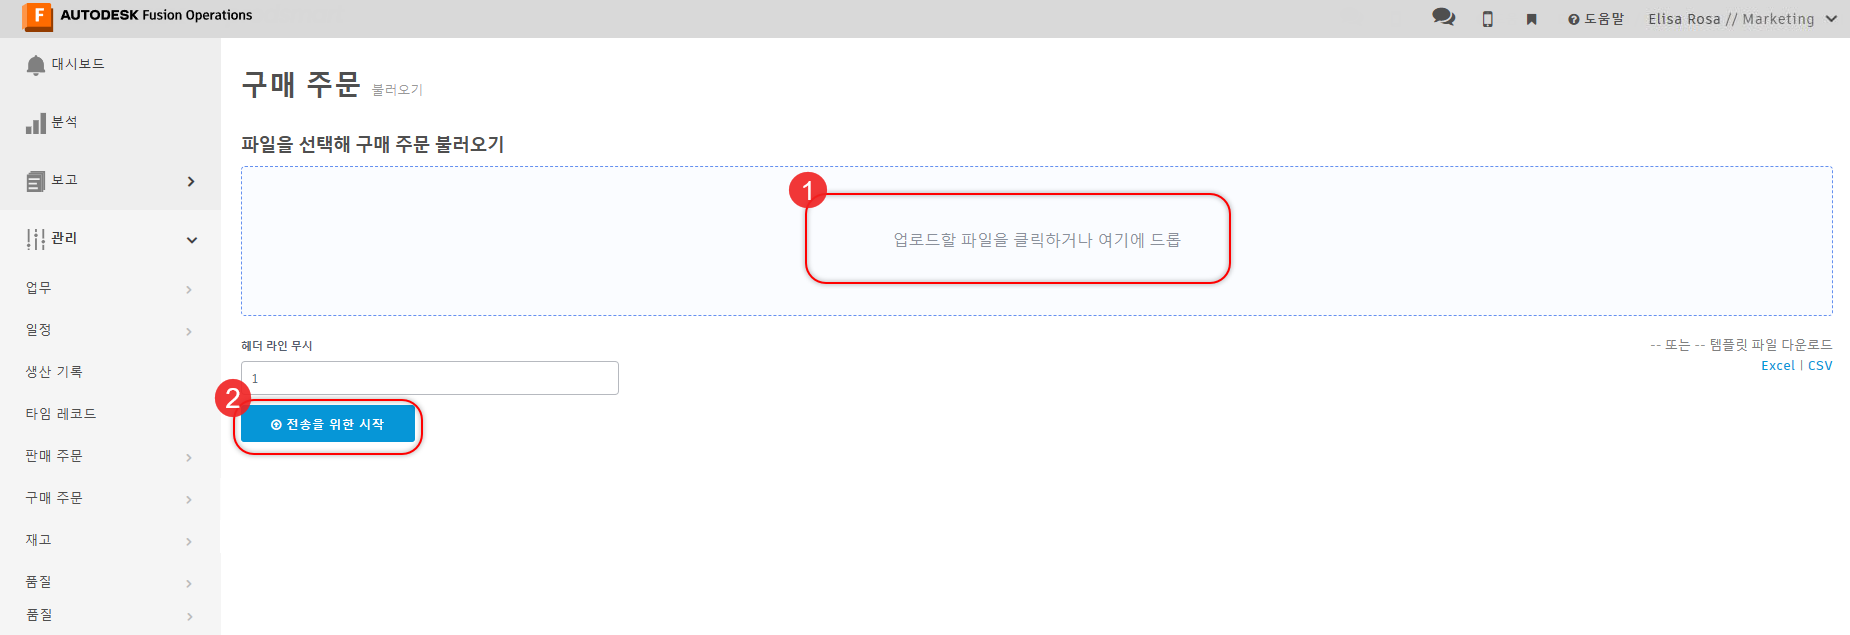 F AUTODESK Fusion Operations
도움말
Elisa Rosa // Marketing
대시보드
분석
보고
관리
업무
일정
생산 기록
타임 레코드
판매 주문
구매 주문
재고
품질
품질
구매 주문 불러오기
파일을 선택해 구매 주문 불러오기
1
업로드할 파일을 클릭하거나 여기에 드롭
헤더 라인 무시
1
-- 또는 -- 템플릿 파일 다운로드
Excel | CSV
2
전송을 위한 시작